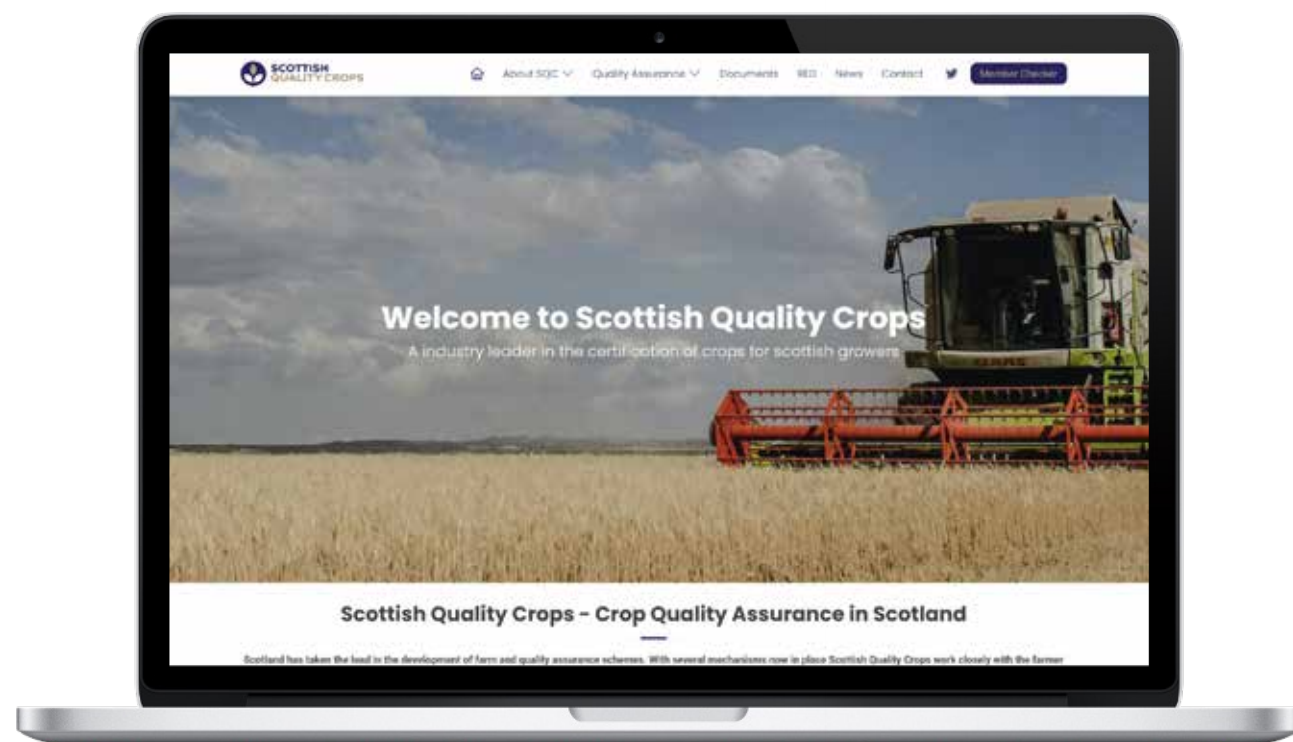 SCOTTISH
QUALITY CROPS
About SQC
Quality Assurance
Documents
RED
News
Contact
Member Checker
Welcome to Scottish Quality Crops
A industry leader in the certification of crops for scottish growers
CLAAS
Scottish Quality Crops - Crop Quality Assurance in Scotland
Scotland has taken the lead in the development of farm and quality assurance schemes. With several mechanisms now in place Scottish Quality Crops work closely with the farmer